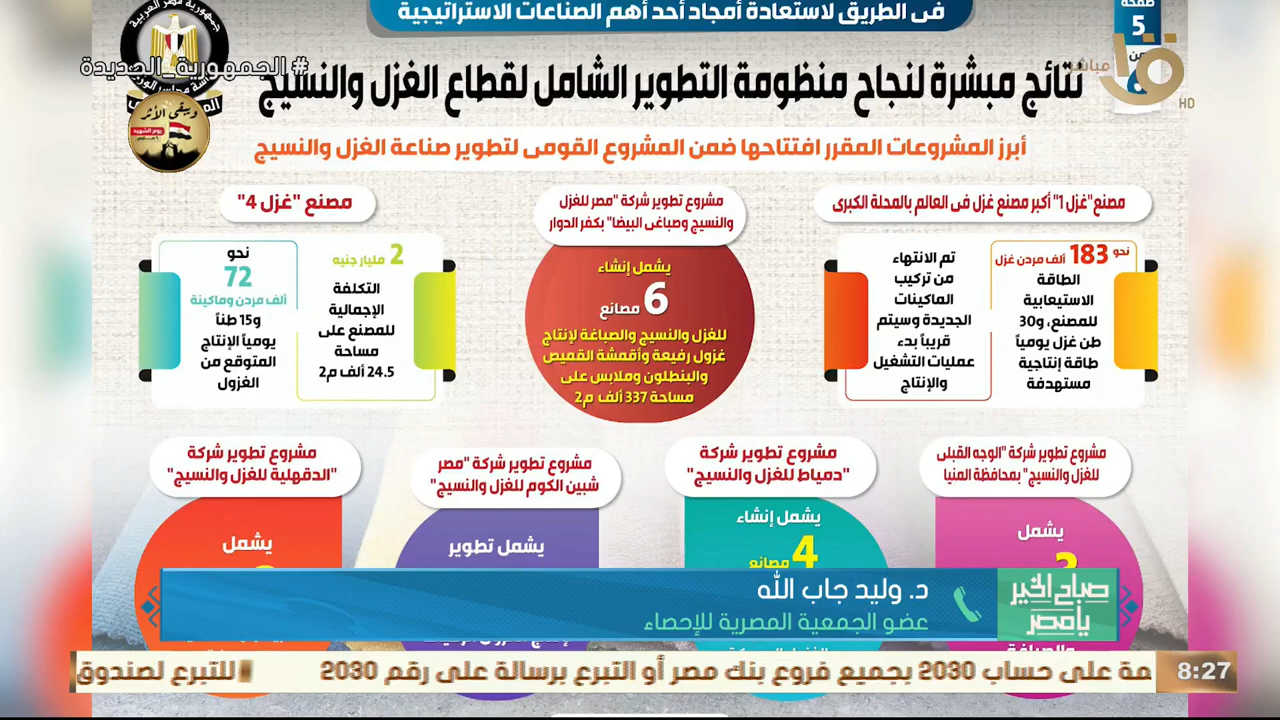 فى الطريق لاستعادة أمجاد أحد أهم الصناعات الاستراتيجية
صفحة
5
من
#الجمهورية_الجديدة
مباشر
HD
نتائج مبشرة لنجاح منظومة التطوير الشامل لقطاع الغزل والنسيج
ويبقى الأثر
يوم الشهيد
أبرز المشروعات المقرر افتتاحها ضمن المشروع القومى لتطوير صناعة الغزل والنسيج
مصنع"غزل 1" أكبر مصنع غزل فى العالم بالمحلة الكبرى
نحو 183 ألف مردن غزل
الطاقة
الاستيعابية
للمصنع، و30
طن غزل يومياً
طاقة إنتاجية
مستهدفة
تم الانتهاء
من تركيب
الماكينات
الجديدة وسيتم
قريباً بدء
عمليات التشغيل
والإنتاج
مشروع تطوير شركة "مصر للغزل
والنسيج وصباغى البيضا" بكفر الدوار
يشمل إنشاء
6 مصانع
للغزل والنسيج والصباغة لإنتاج
غزول رفيعة وأقمشة القميص
والبنطلون وملابس على
مساحة 337 ألف م2
مصنع "غزل 4"
2 مليار جنيه
التكلفة
الإجمالية
للمصنع على
مساحة
24.5 ألف م2
نحو
72
ألف مردن وماكينة
و15 طناً
يومياً الإنتاج
المتوقع من
الغزول
مشروع تطوير شركة "الوجه القبلى
للغزل والنسيج" بمحافظة المنيا
يشمل
مشروع تطوير شركة
"دمياط للغزل والنسيج"
يشمل إنشاء
4 مصانع
مشروع تطوير شركة "مصر
شبين الكوم للغزل والنسيج"
يشمل تطوير
مشروع تطوير شركة
"الدقهلية للغزل والنسيج"
يشمل
صباح الخير
يا مصر
د. وليد جاب الله
عضو الجمعية المصرية للإحصاء
8:27
مة على حساب 2030 بجميع فروع بنك مصر أو التبرع برسالة على رقم 2030
للتبرع لصندوق